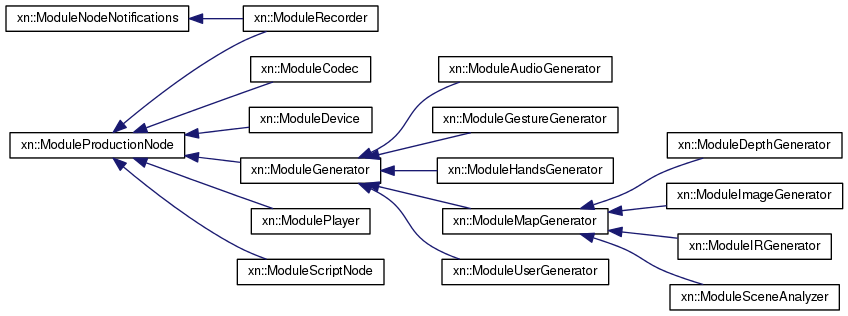 xn::ModuleNodeNotifications
xn::ModuleRecorder
xn::ModuleCodec
xn::ModuleAudioGenerator
xn::ModuleDevice
xn::ModuleGestureGenerator
xn::ModuleProductionNode
xn::ModuleDepthGenerator
xn::ModuleGenerator
xn::ModuleHandsGenerator
xn::ModuleImageGenerator
xn::ModulePlayer
xn::ModuleMapGenerator
xn::ModuleIRGenerator
xn::ModuleScriptNode
xn::ModuleUserGenerator
xn::ModuleSceneAnalyzer